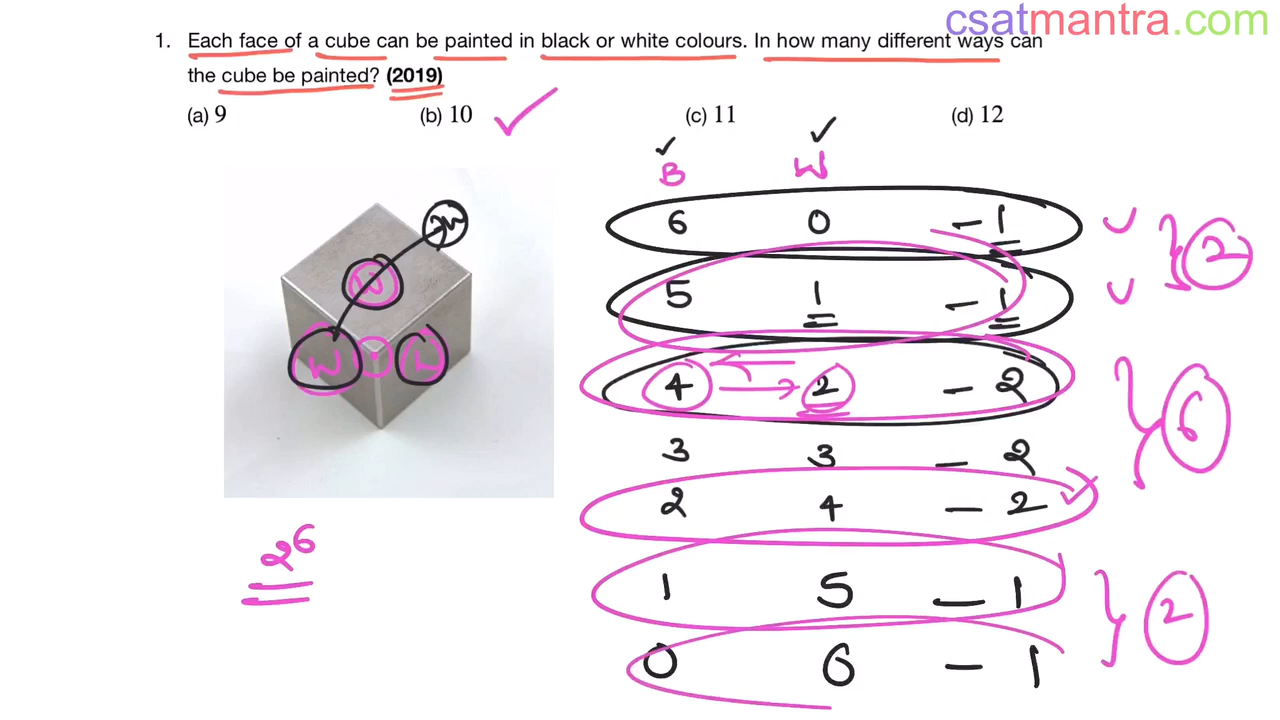 csatmantra.com
1. Each face of a cube can be painted in black or white colours. In how many different ways can
the cube be painted? (2019)
(a) 9 (b) 10 (c) 11 (d) 12
B W
6 0 - 1
5 1 - 1
2
4 2 - 2
3 3 - 2
6
2 4 - 2
1 5 - 1
2
0 6 - 1
W
W
W
2⁶